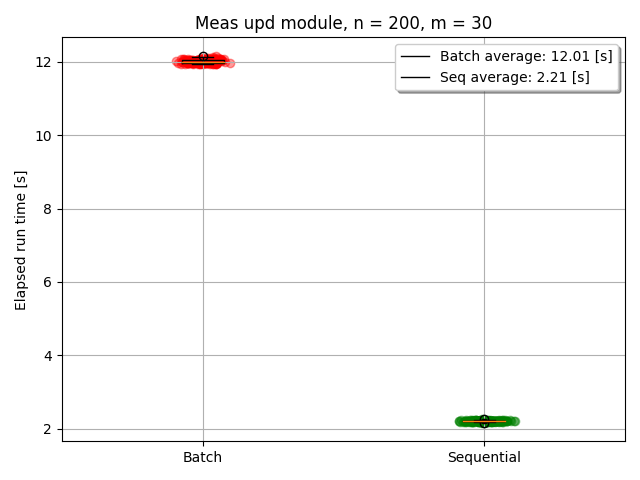 Meas upd module, n = 200, m = 30
Batch average: 12.01 [s]
Seq average: 2.21 [s]
Elapsed run time [s]
12
10
8
6
4
2
Batch
Sequential